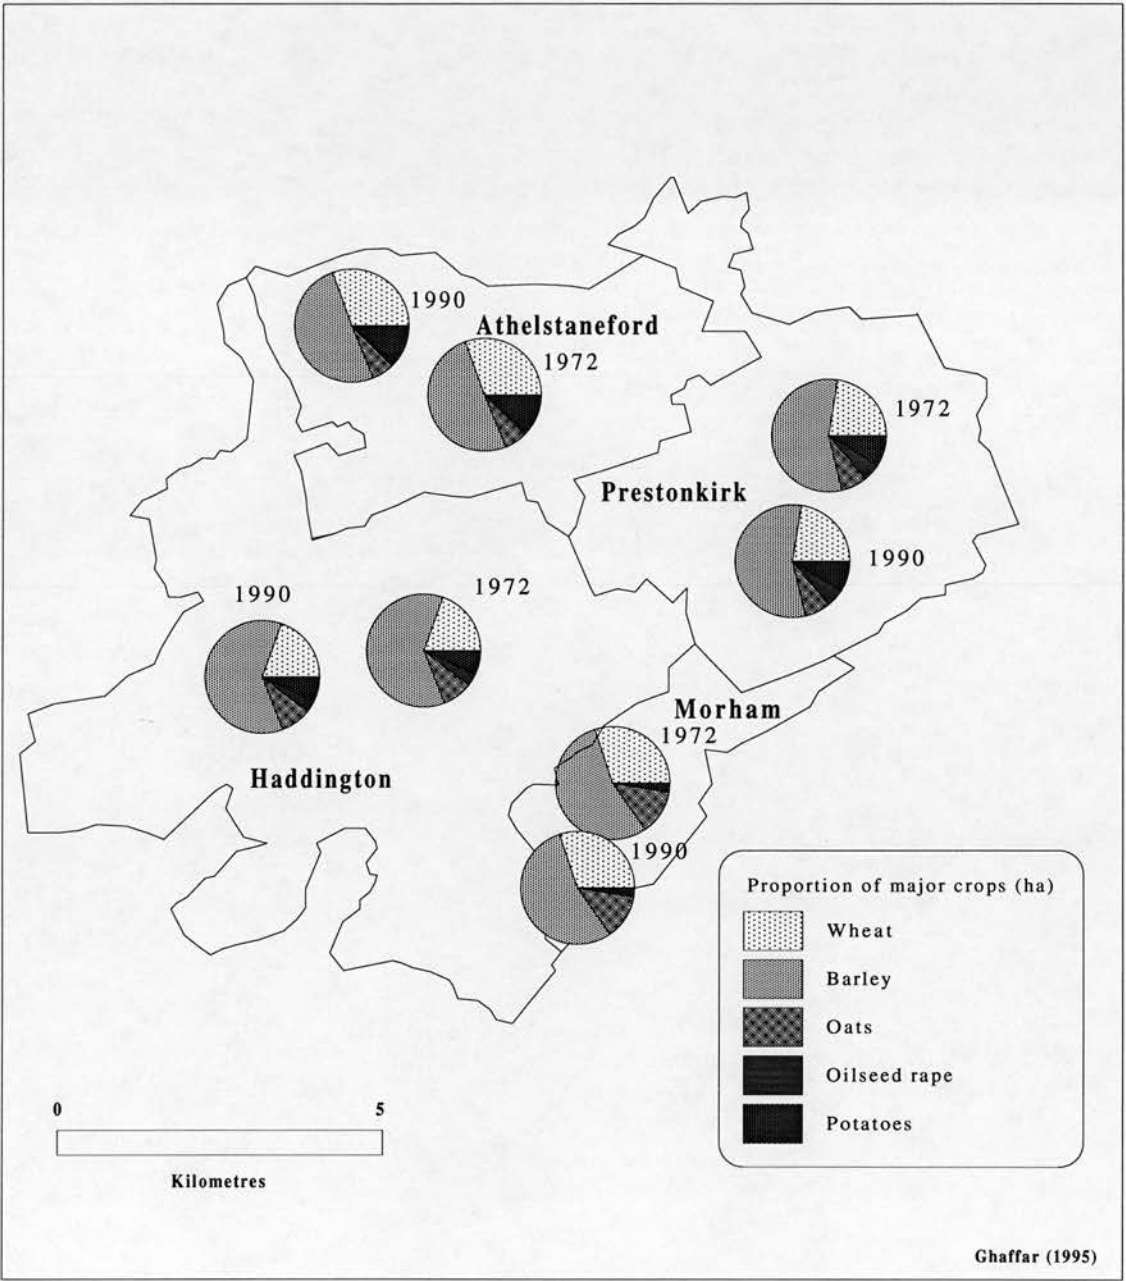 1990
Athelstaneford
1972
1972
Prestonkirk
1990
1990
1972
Morham
1972
Haddington
1990
Proportion of major crops (ha)
Wheat
Barley
Oats
Oilseed rape
Potatoes
0 5
Kilometres
Ghaffar (1995)